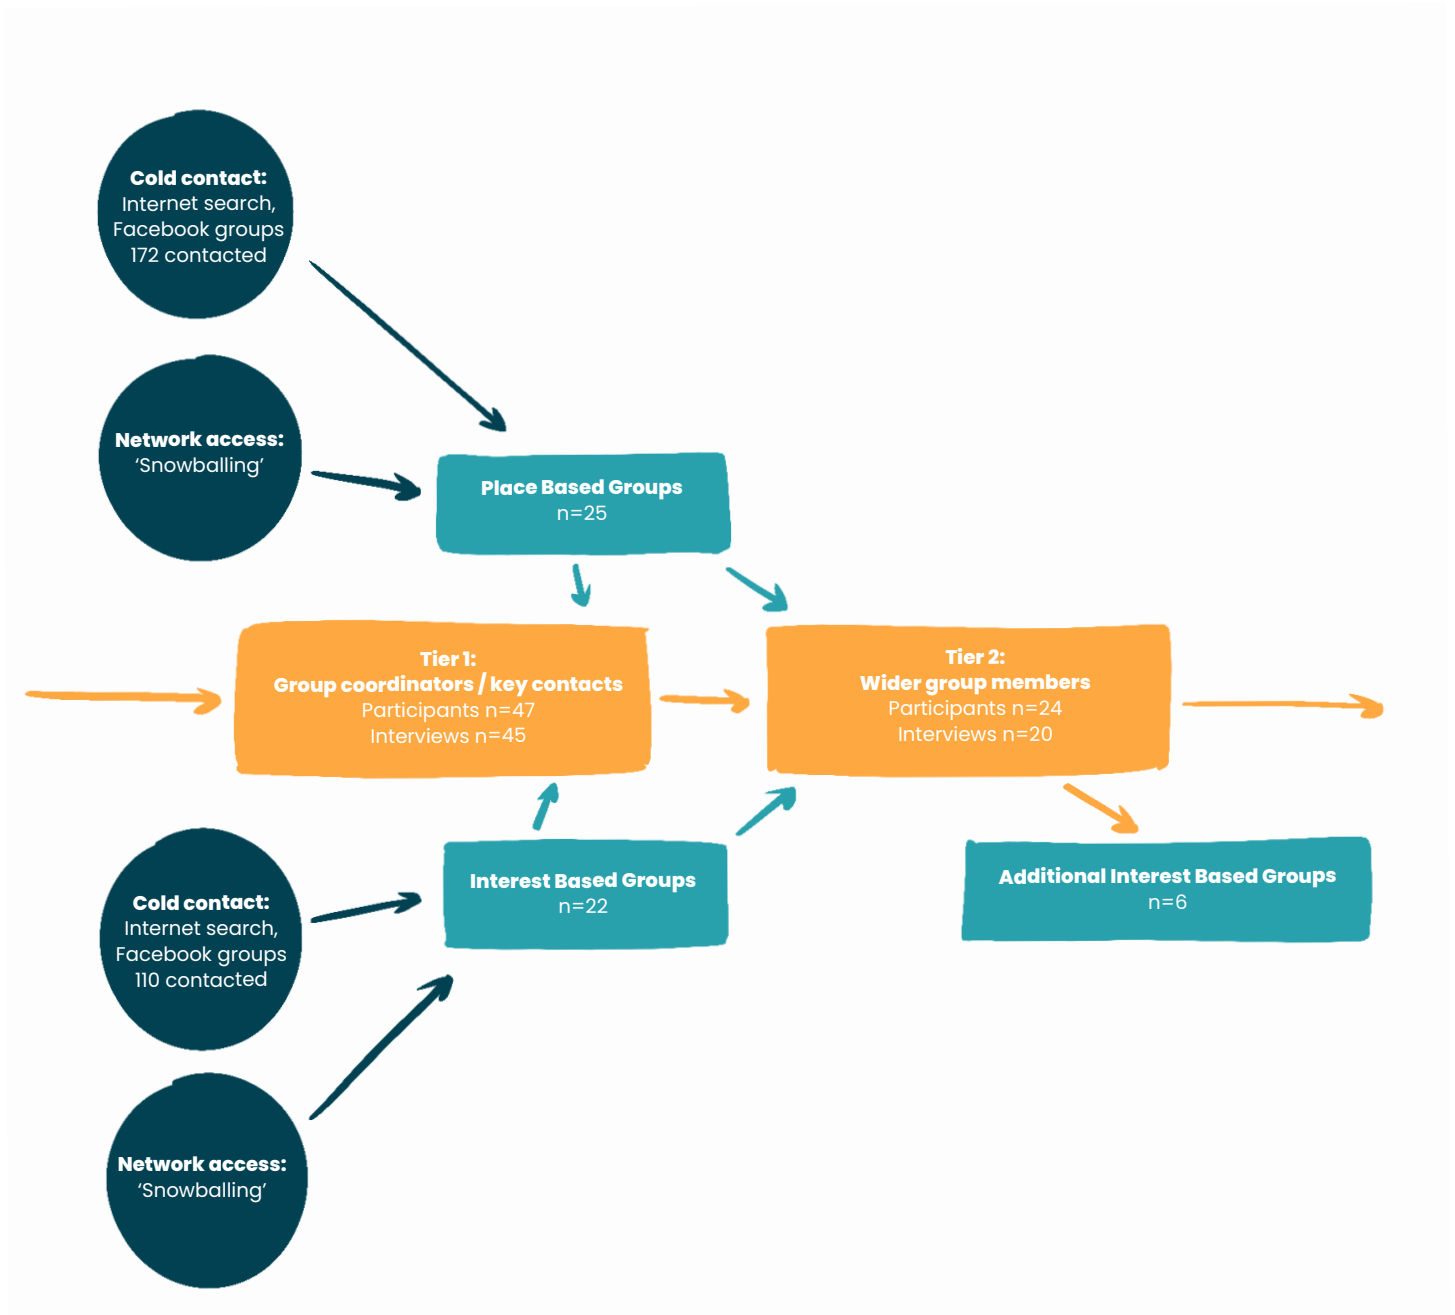 Cold contact:
Internet search,
Facebook groups
172 contacted
Network access:
‘Snowballing’
Place Based Groups
n=25
Tier 1:
Group coordinators / key contacts
Participants n=47
Interviews n=45
Tier 2:
Wider group members
Participants n=24
Interviews n=20
Cold contact:
Internet search,
Facebook groups
110 contacted
Interest Based Groups
n=22
Additional Interest Based Groups
n=6
Network access:
‘Snowballing’